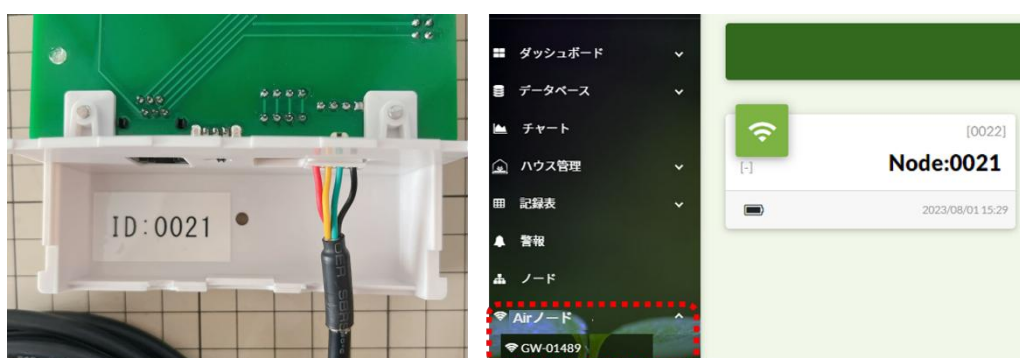 ID:0021
ダッシュボード
データベース
チャート
ハウス管理
記録表
警報
ノード
Airノード
GW-01489
[0022]
[-]
Node:0021
2023/08/01 15:29